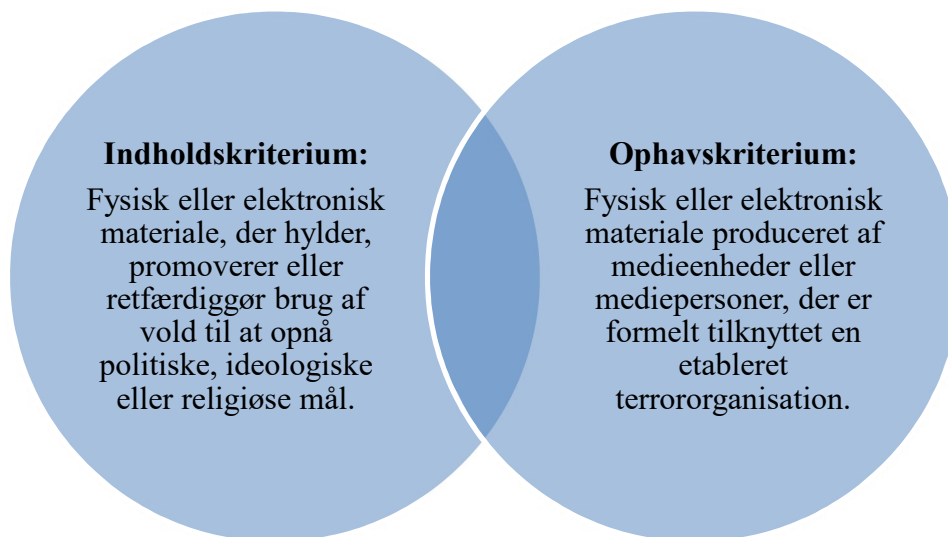 Indholdskriterium:
Fysisk eller elektronisk
materiale, der hylder,
promoverer eller
retfærdiggør brug af
vold til at opnå
politiske, ideologiske
eller religiøse mål.
Ophavskriterium:
Fysisk eller elektronisk
materiale produceret af
medieenheder eller
mediepersoner, der er
formelt tilknyttet en
etableret
terrororganisation.